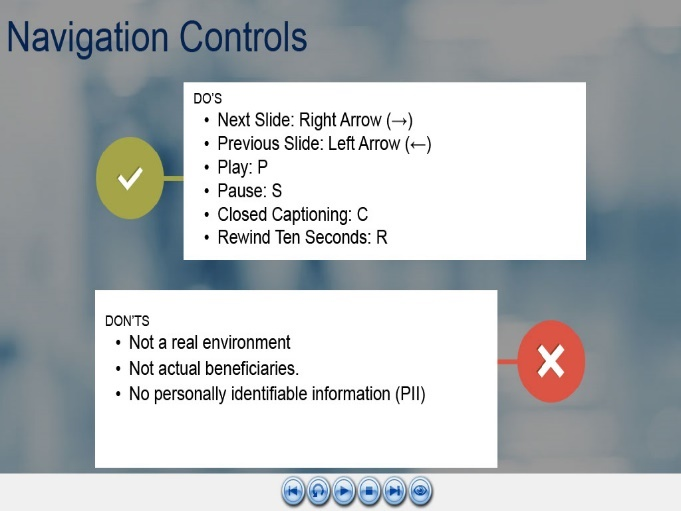 Navigation Controls
DO'S
• Next Slide: Right Arrow (→)
• Previous Slide: Left Arrow (←)
• Play: P
• Pause: S
• Closed Captioning: C
• Rewind Ten Seconds: R
DON'TS
• Not a real environment
• Not actual beneficiaries.
• No personally identifiable information (PII)